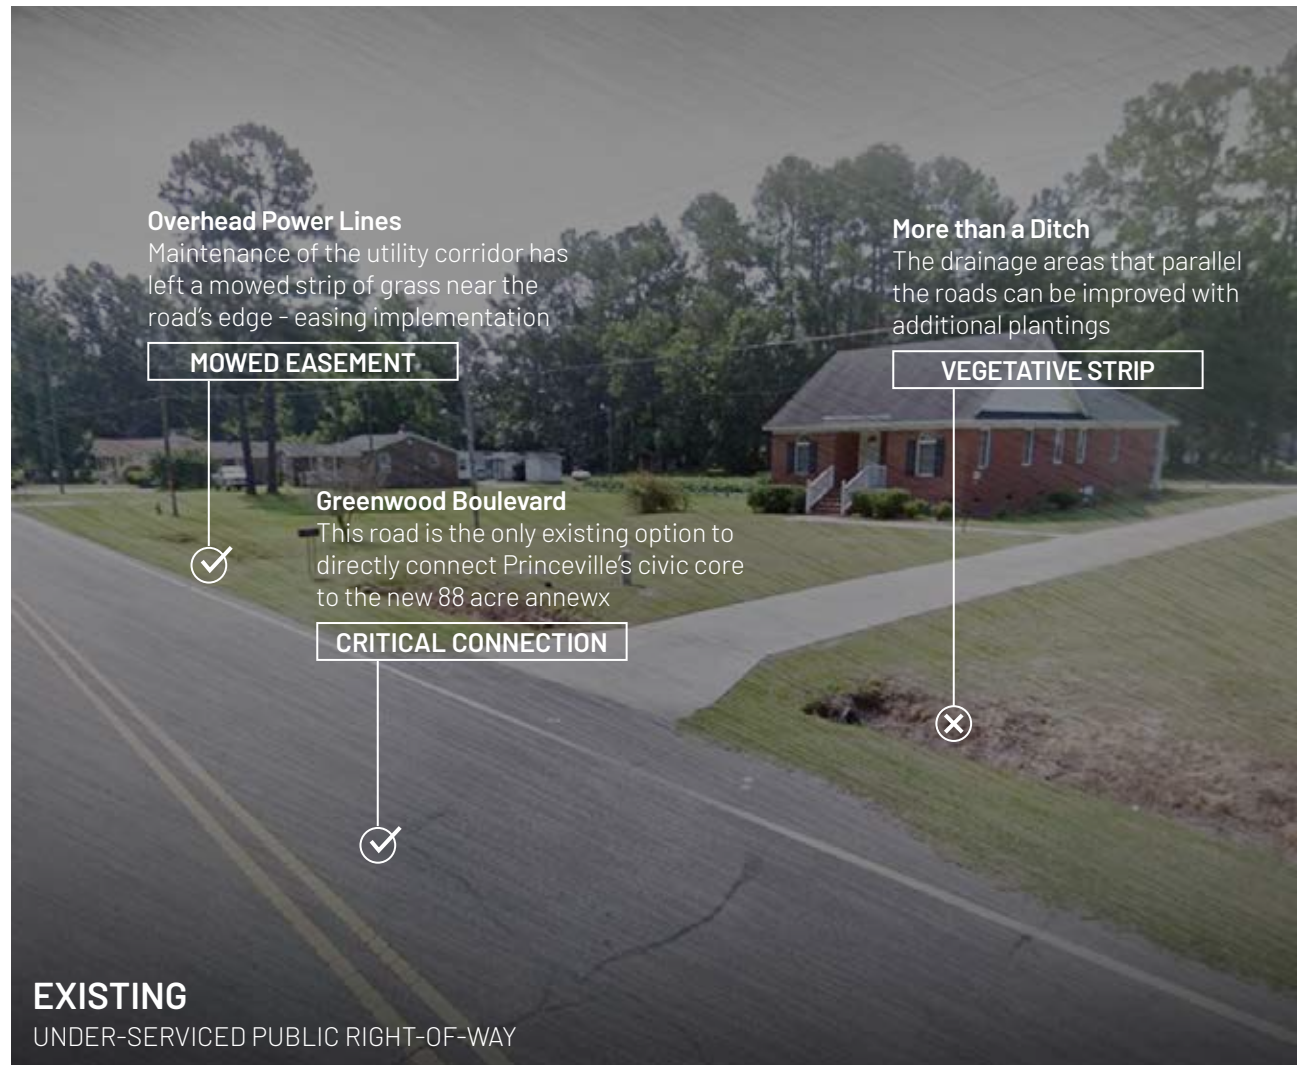 Overhead Power Lines
Maintenance of the utility corridor has
left a mowed strip of grass near the
road's edge - easing implementation
MOWED EASEMENT
More than a Ditch
The drainage areas that parallel
the roads can be improved with
additional plantings
VEGETATIVE STRIP
Greenwood Boulevard
This road is the only existing option to
directly connect Princeville's civic core
to the new 88 acre annewx
CRITICAL CONNECTION
EXISTING
UNDER-SERVICED PUBLIC RIGHT-OF-WAY